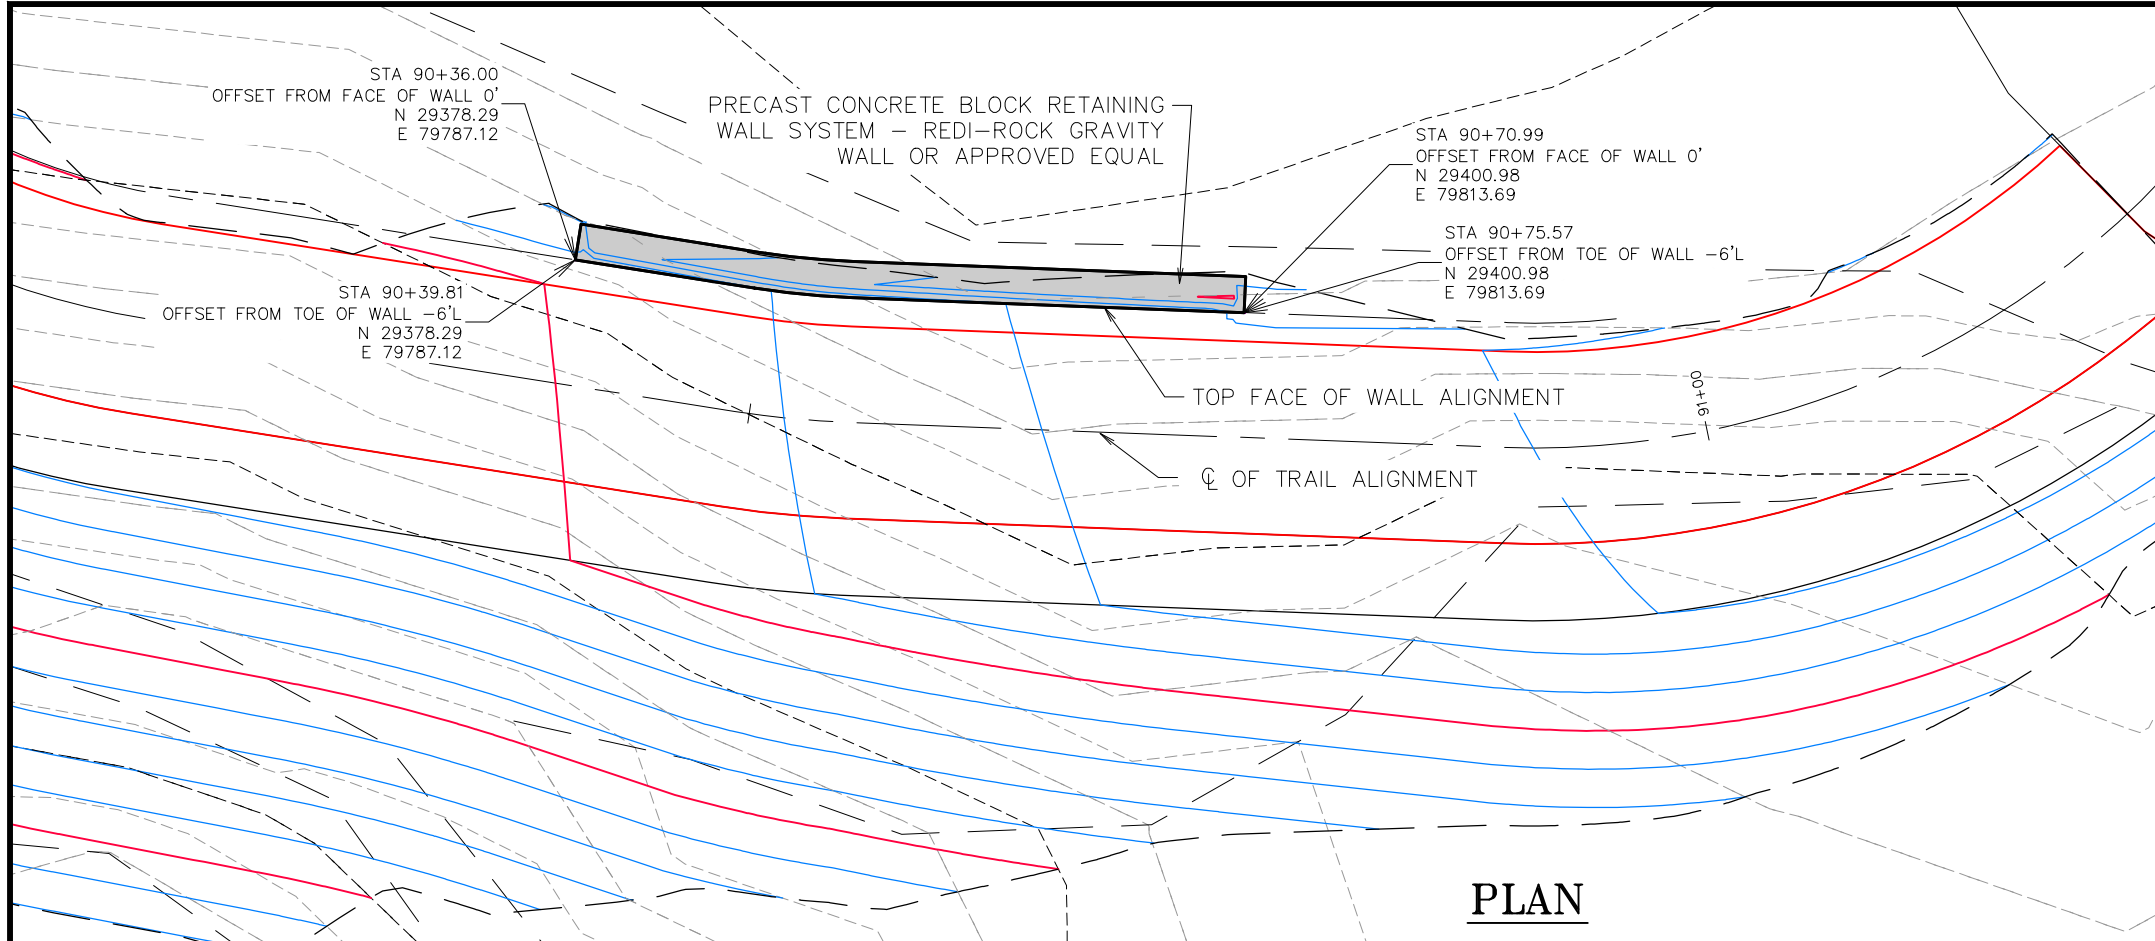 STA 90+36.00
OFFSET FROM FACE OF WALL 0'
N 29378.29
E 79787.12
PRECAST CONCRETE BLOCK RETAINING
WALL SYSTEM – REDI–ROCK GRAVITY
WALL OR APPROVED EQUAL
STA 90+70.99
OFFSET FROM FACE OF WALL 0'
N 29400.98
E 79813.69
STA 90+75.57
OFFSET FROM TOE OF WALL –6'L
N 29400.98
E 79813.69
STA 90+39.81
OFFSET FROM TOE OF WALL –6'L
N 29378.29
E 79787.12
TOP FACE OF WALL ALIGNMENT
91+00
℄ OF TRAIL ALIGNMENT
PLAN